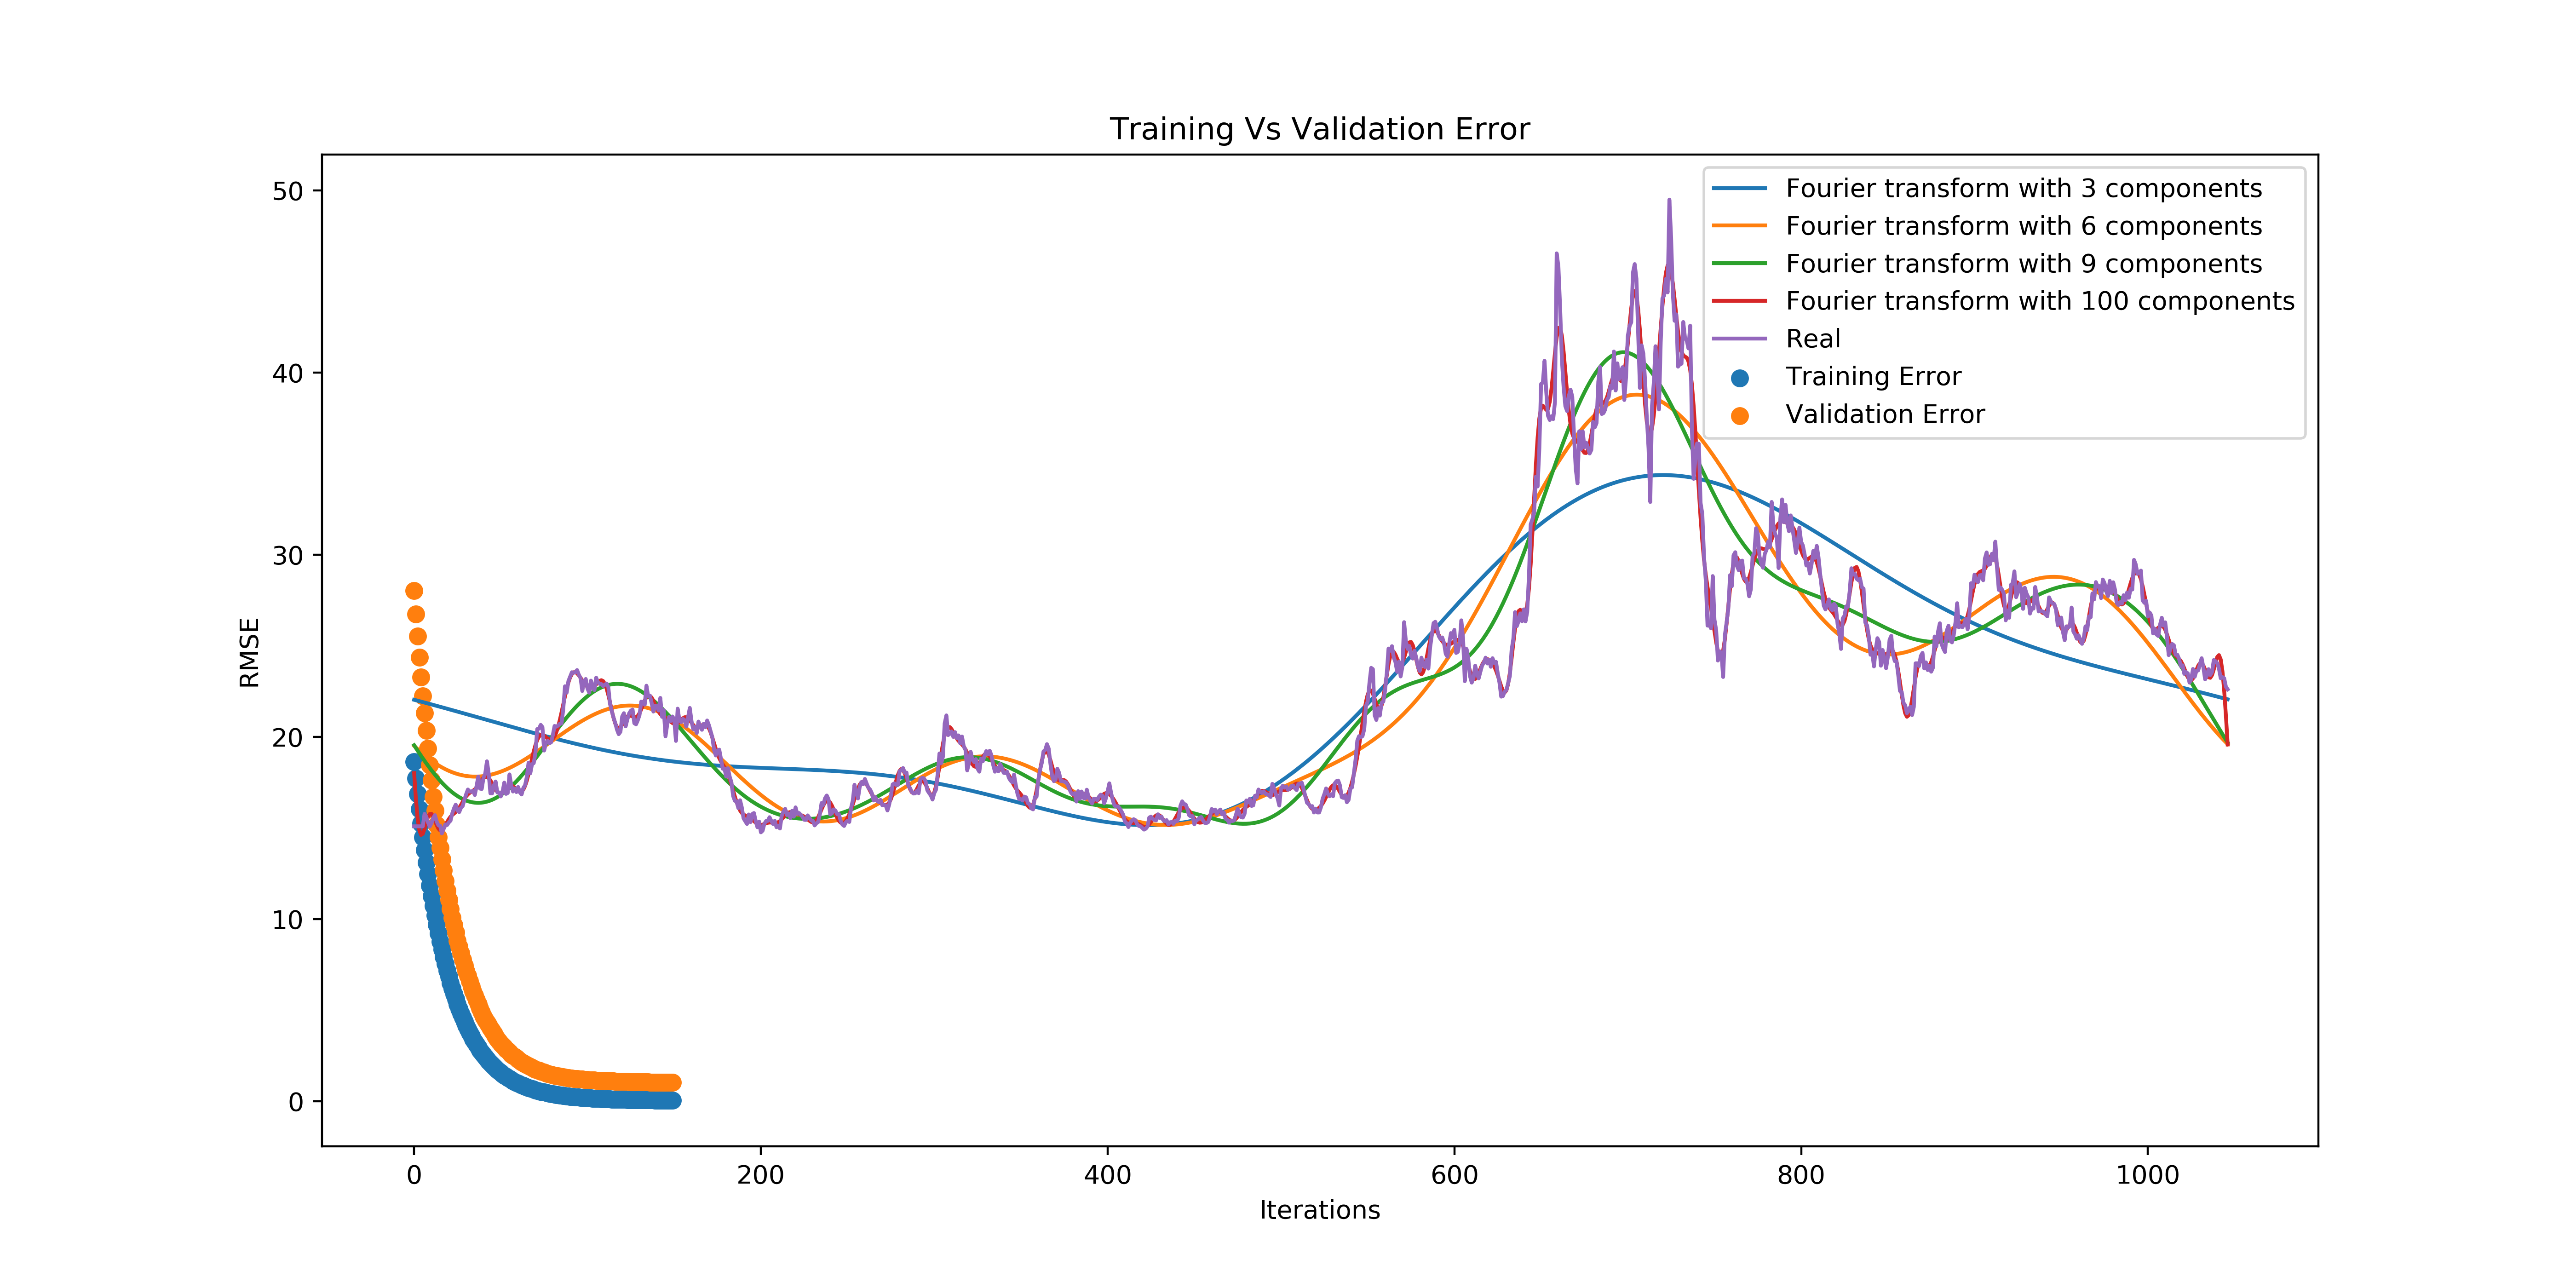 Training Vs Validation Error
Fourier transform with 3 components
Fourier transform with 6 components
Fourier transform with 9 components
Fourier transform with 100 components
Real
Training Error
Validation Error
RMSE
50
40
30
20
10
0
0 200 400 600 800 1000
Iterations